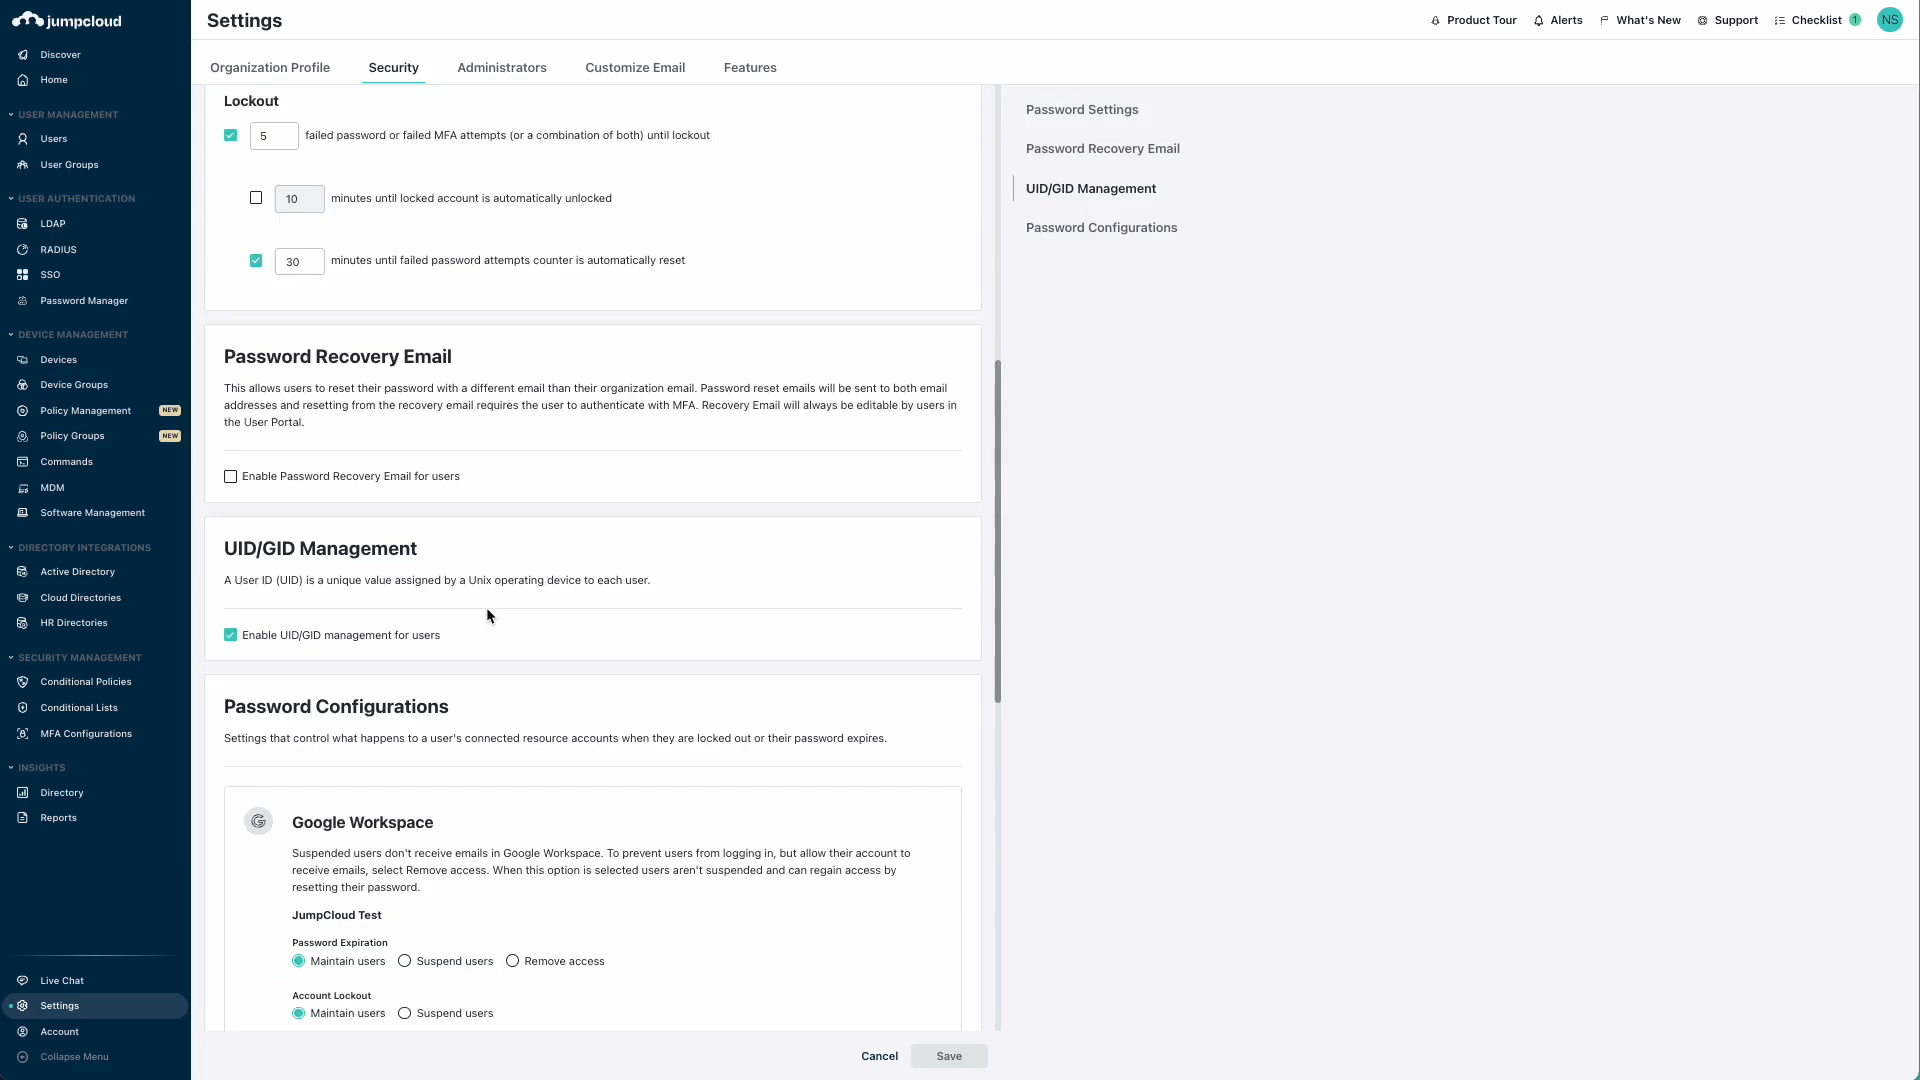 jumpcloud
Discover
Home
USER MANAGEMENT
Users
User Groups
USER AUTHENTICATION
LDAP
RADIUS
SSO
Password Manager
DEVICE MANAGEMENT
Devices
Device Groups
Policy Management NEW
Policy Groups NEW
Commands
MDM
Software Management
DIRECTORY INTEGRATIONS
Active Directory
Cloud Directories
HR Directories
SECURITY MANAGEMENT
Conditional Policies
Conditional Lists
MFA Configurations
INSIGHTS
Directory
Reports
Live Chat
Settings
Account
Collapse Menu
Settings
Product Tour
Alerts
What's New
Support
Checklist 1
NS
Organization Profile
Security
Administrators
Customize Email
Features
Lockout
5 failed password or failed MFA attempts (or a combination of both) until lockout
10 minutes until locked account is automatically unlocked
30 minutes until failed password attempts counter is automatically reset
Password Recovery Email
This allows users to reset their password with a different email than their organization email. Password reset emails will be sent to both email
addresses and resetting from the recovery email requires the user to authenticate with MFA. Recovery Email will always be editable by users in
the User Portal.
Enable Password Recovery Email for users
UID/GID Management
A User ID (UID) is a unique value assigned by a Unix operating device to each user.
Enable UID/GID management for users
Password Configurations
Settings that control what happens to a user's connected resource accounts when they are locked out or their password expires.
G
Google Workspace
Suspended users don't receive emails in Google Workspace. To prevent users from logging in, but allow their account to
receive emails, select Remove access. When this option is selected users aren't suspended and can regain access by
resetting their password.
JumpCloud Test
Password Expiration
Maintain users Suspend users Remove access
Account Lockout
Maintain users Suspend users
Cancel
Save
Password Settings
Password Recovery Email
UID/GID Management
Password Configurations